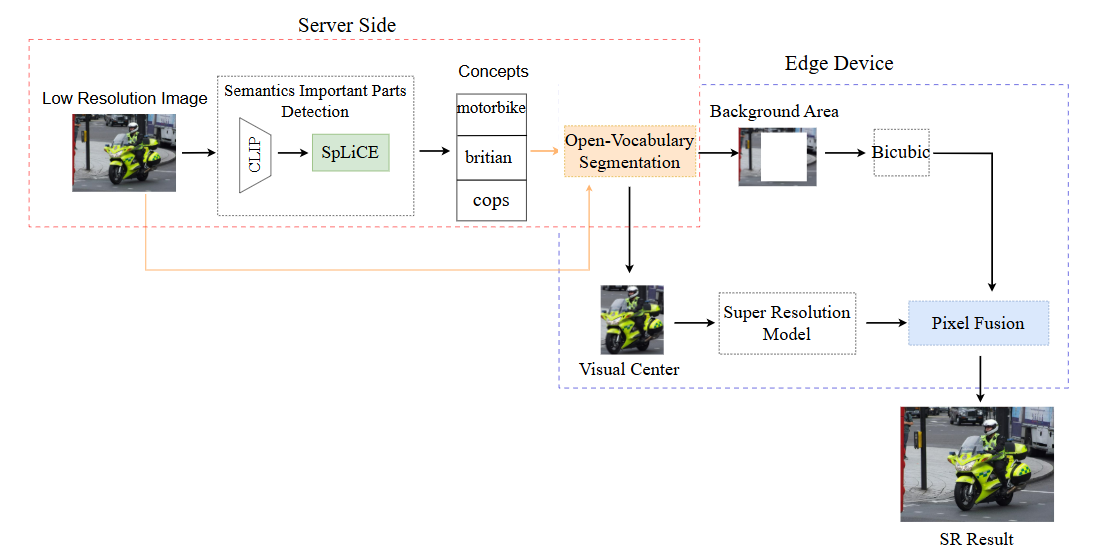 Server Side
Edge Device
Low Resolution Image
Semantics Important Parts
Detection
CLIP
SpLiCE
Concepts
motorbike
britian
cops
Open-Vocabulary
Segmentation
Background Area
Bicubic
Visual Center
Super Resolution
Model
Pixel Fusion
SR Result